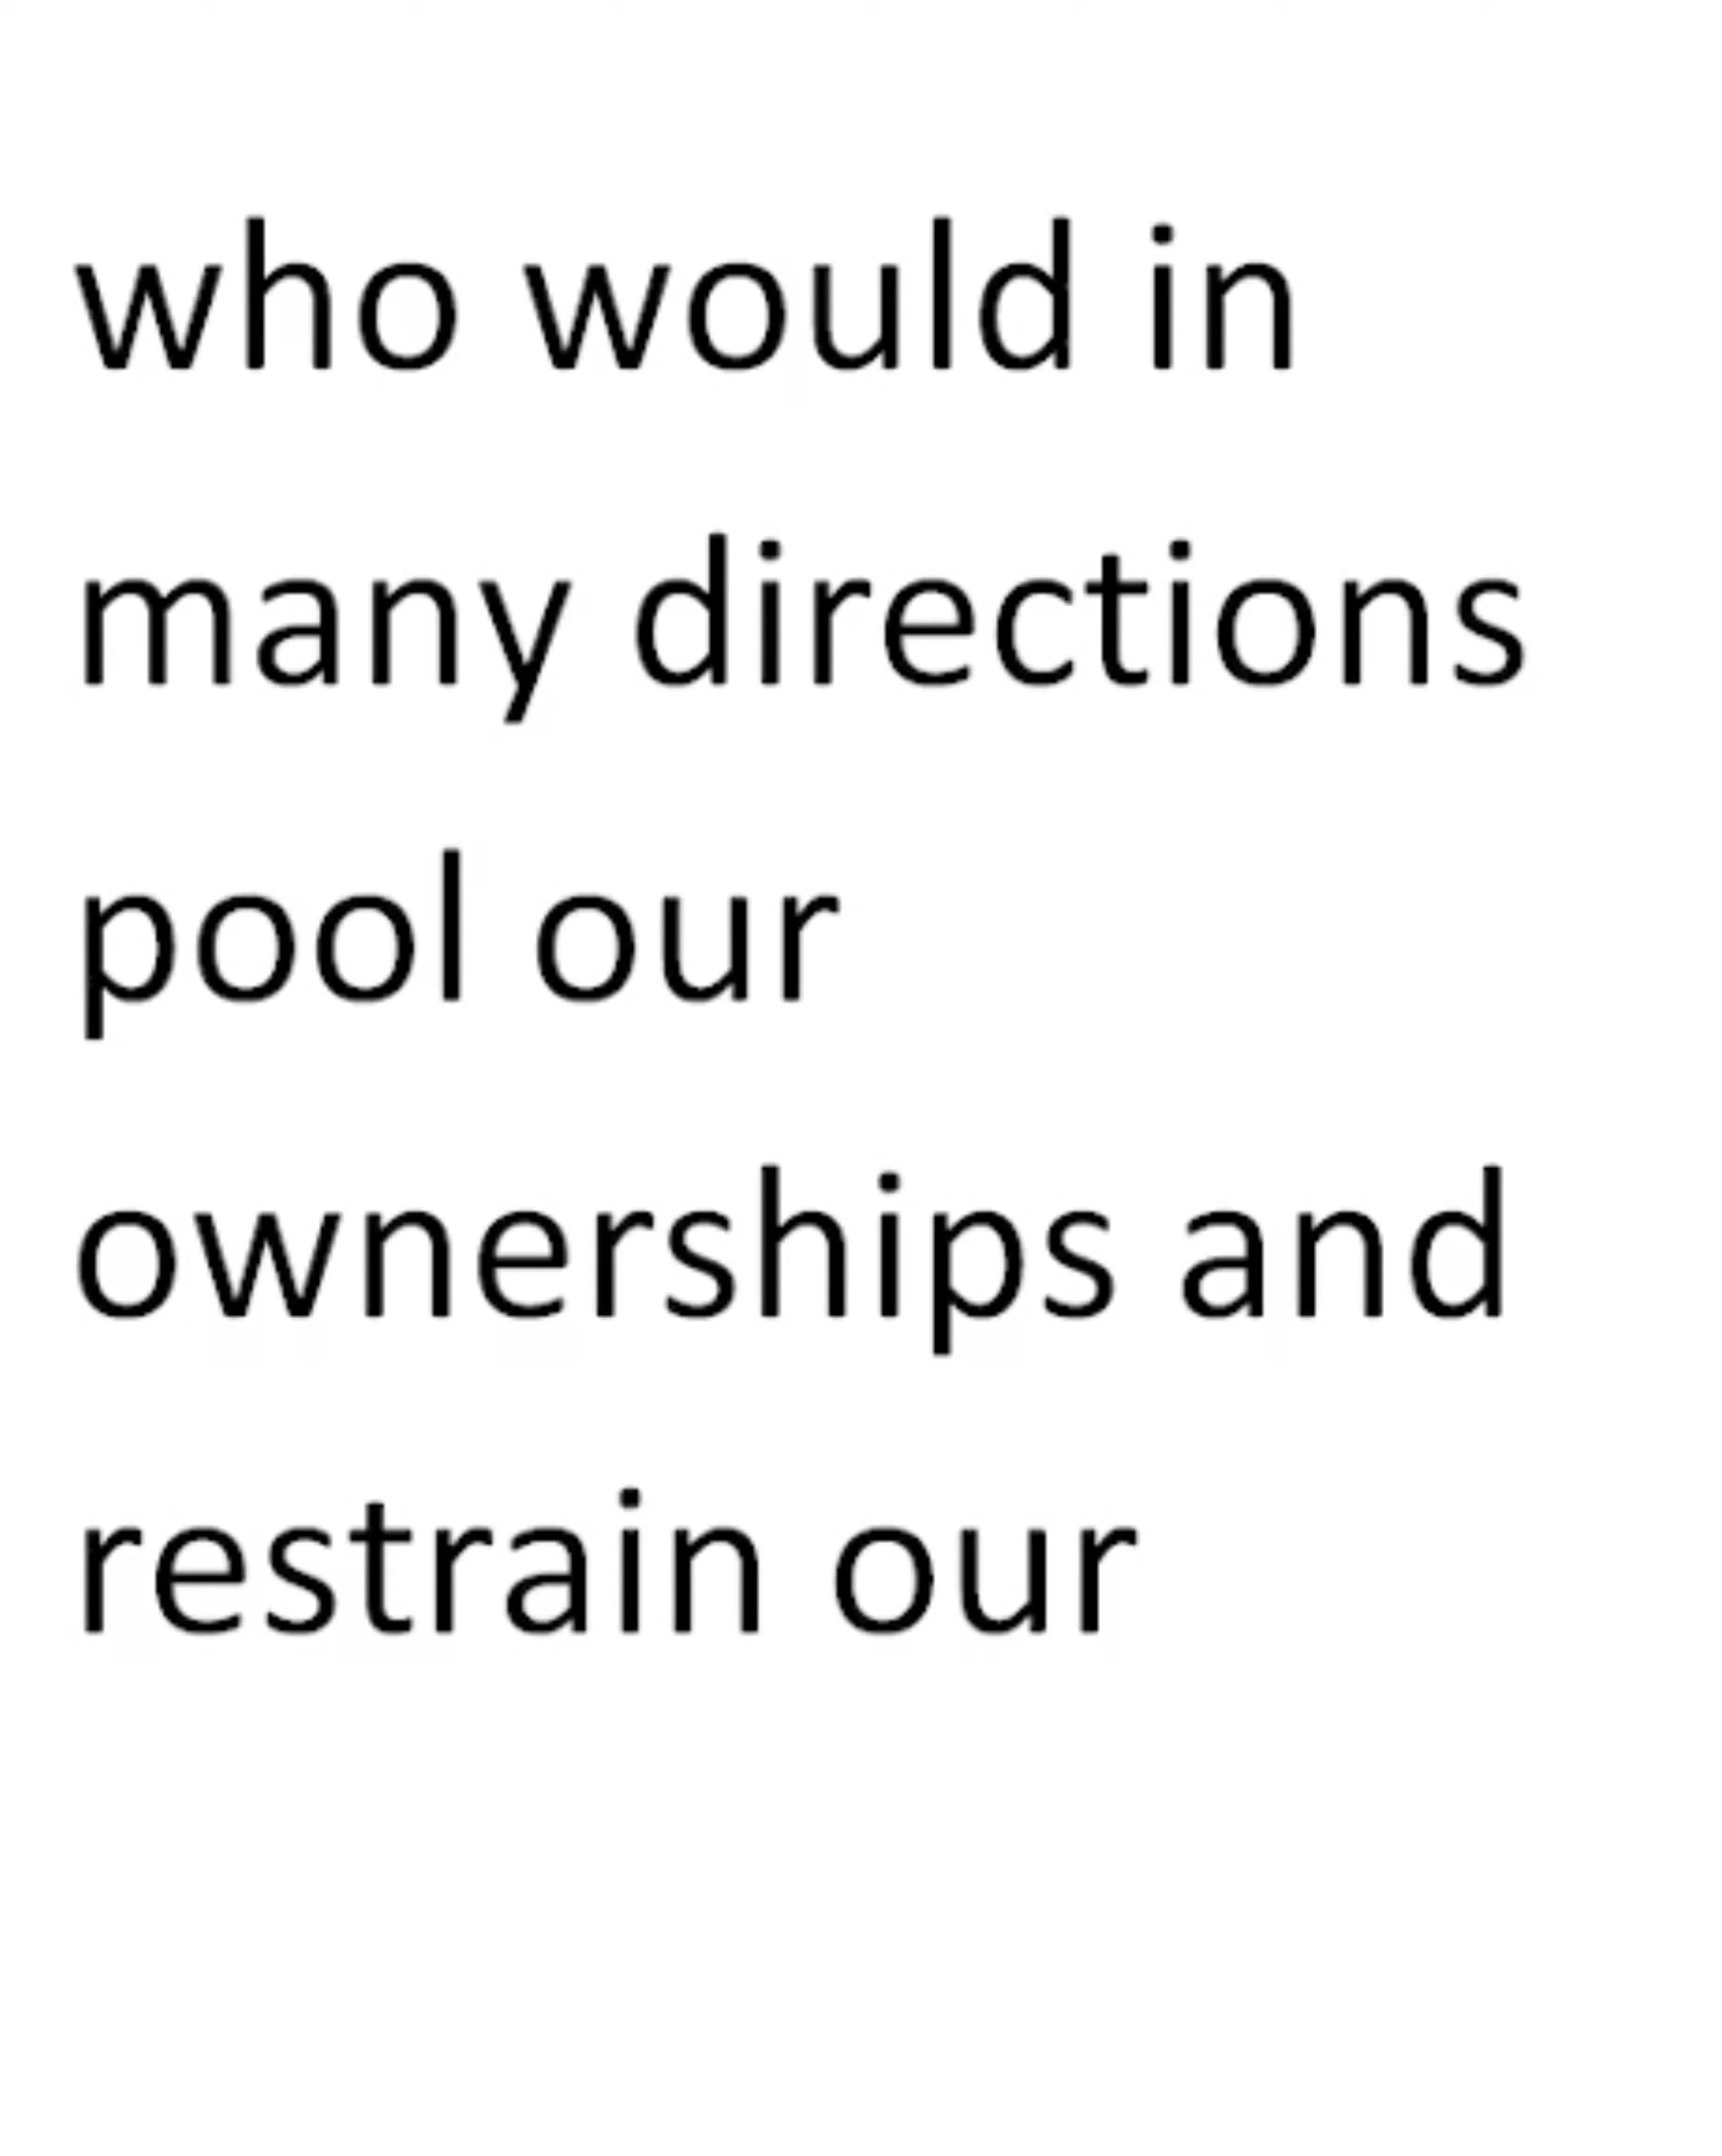 who would in
many directions
pool our
ownerships and
restrain our